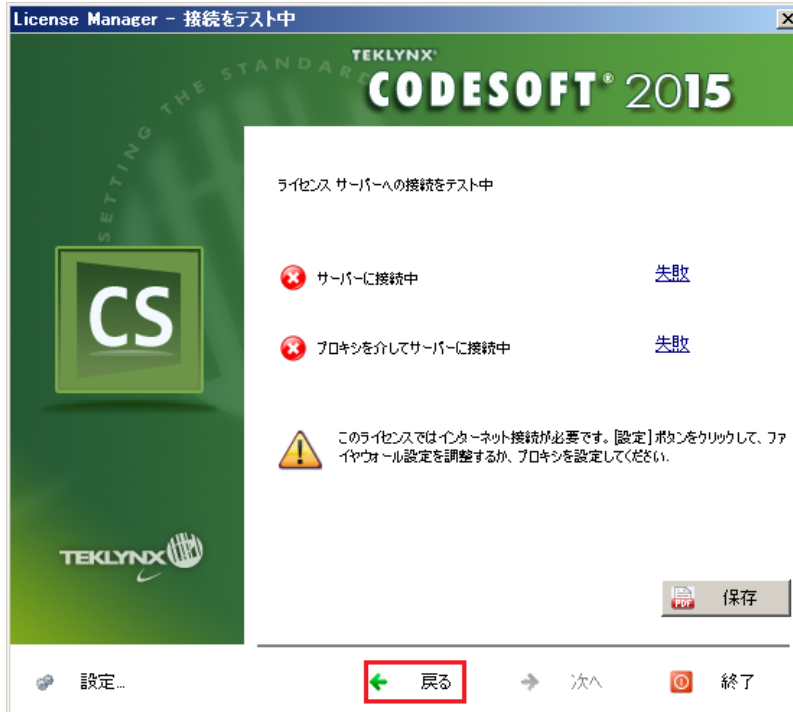 License Manager - 接続をテスト中
SETTING THE STANDARD
TEKLYNX
CODESOFT® 2015
ライセンス サーバーへの接続をテスト中
サーバーに接続中 失敗
CS
プロキシを介してサーバーに接続中 失敗
このライセンスではインターネット接続が必要です。[設定]ボタンをクリックして、ファ
イヤウォール設定を調整するか、プロキシを設定してください.
TEKLYNX
PDF 保存
設定... 戻る 次へ 終了